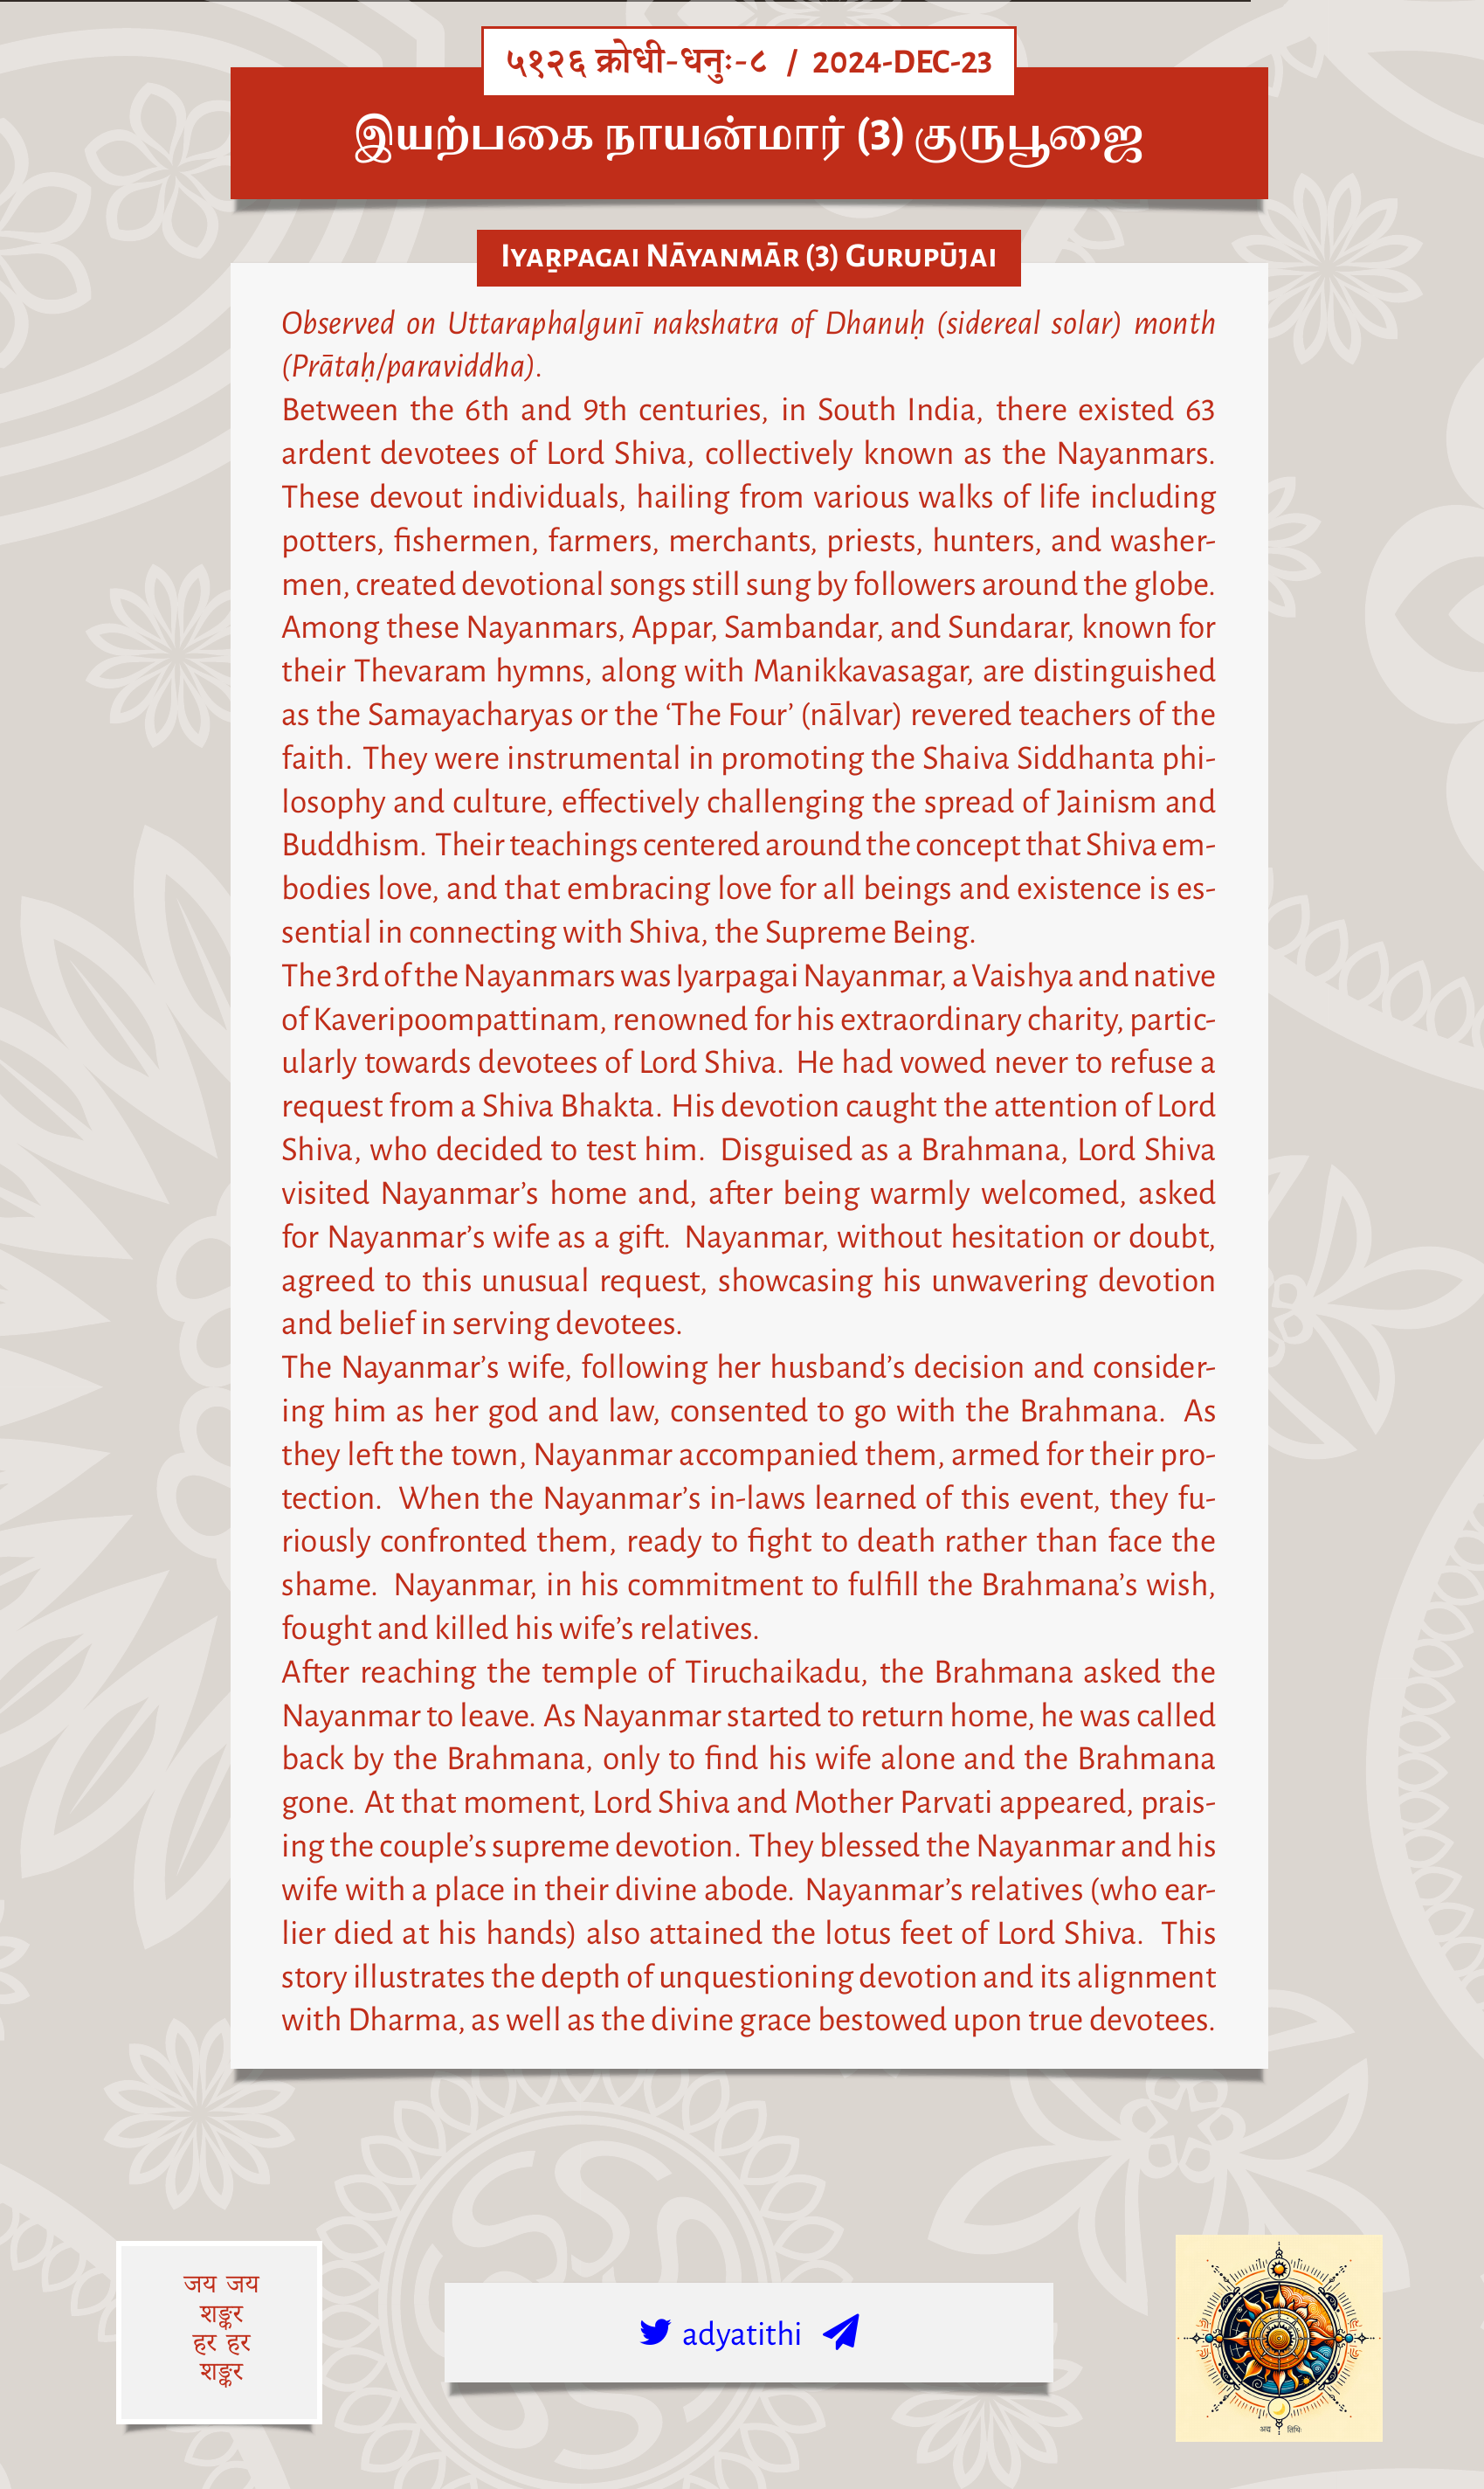 ५१२६ क्रोधी-धनुः-८ / 2024-DEC-23
இயற்பகை நாயன்மார் (3) குருபூஜை
Iyaṟpagai Nāyanmār (3) Gurupūjai
Observed on Uttaraphalgunī nakshatra of Dhanuḥ (sidereal solar) month
(Prātaḥ/paraviddha).
Between the 6th and 9th centuries, in South India, there existed 63
ardent devotees of Lord Shiva, collectively known as the Nayanmars.
These devout individuals, hailing from various walks of life including
potters, fishermen, farmers, merchants, priests, hunters, and washer-
men, created devotional songs still sung by followers around the globe.
Among these Nayanmars, Appar, Sambandar, and Sundarar, known for
their Thevaram hymns, along with Manikkavasagar, are distinguished
as the Samayacharyas or the ‘The Four’ (nālvar) revered teachers of the
faith. They were instrumental in promoting the Shaiva Siddhanta phi-
losophy and culture, effectively challenging the spread of Jainism and
Buddhism. Their teachings centered around the concept that Shiva em-
bodies love, and that embracing love for all beings and existence is es-
sential in connecting with Shiva, the Supreme Being.
The 3rd of the Nayanmars was Iyarpagai Nayanmar, a Vaishya and native
of Kaveripoompattinam, renowned for his extraordinary charity, partic-
ularly towards devotees of Lord Shiva. He had vowed never to refuse a
request from a Shiva Bhakta. His devotion caught the attention of Lord
Shiva, who decided to test him. Disguised as a Brahmana, Lord Shiva
visited Nayanmar’s home and, after being warmly welcomed, asked
for Nayanmar’s wife as a gift. Nayanmar, without hesitation or doubt,
agreed to this unusual request, showcasing his unwavering devotion
and belief in serving devotees.
The Nayanmar’s wife, following her husband’s decision and consider-
ing him as her god and law, consented to go with the Brahmana. As
they left the town, Nayanmar accompanied them, armed for their pro-
tection. When the Nayanmar’s in-laws learned of this event, they fu-
riously confronted them, ready to fight to death rather than face the
shame. Nayanmar, in his commitment to fulfill the Brahmana’s wish,
fought and killed his wife’s relatives.
After reaching the temple of Tiruchaikadu, the Brahmana asked the
Nayanmar to leave. As Nayanmar started to return home, he was called
back by the Brahmana, only to find his wife alone and the Brahmana
gone. At that moment, Lord Shiva and Mother Parvati appeared, prais-
ing the couple’s supreme devotion. They blessed the Nayanmar and his
wife with a place in their divine abode. Nayanmar’s relatives (who ear-
lier died at his hands) also attained the lotus feet of Lord Shiva. This
story illustrates the depth of unquestioning devotion and its alignment
with Dharma, as well as the divine grace bestowed upon true devotees.
जय जय
शङ्कर
हर हर
शङ्कर
adyatithi
अद्य तिथिः